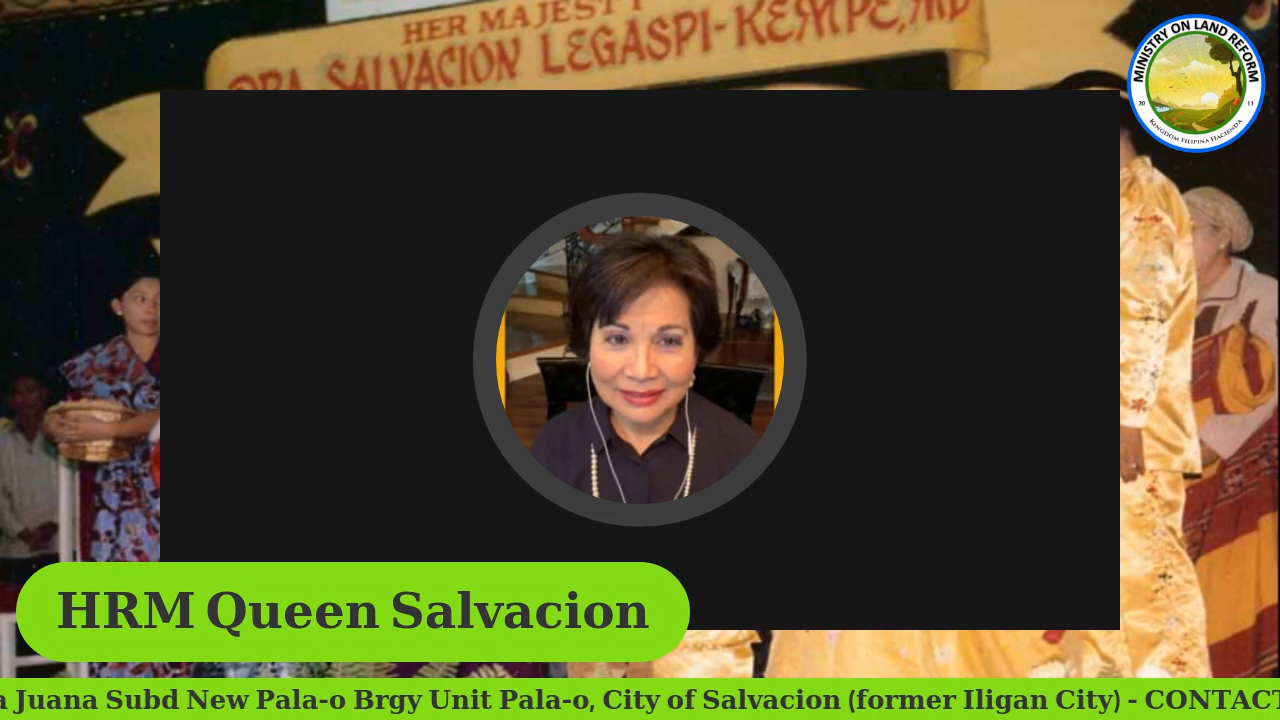 HER MAJESTY
DRA. SALVACION LEGASPI-KEMPE, MD
MINISTRY ON LAND REFORM
20 11
KINGDOM FILIPINA HACIENDA
HRM Queen Salvacion
a Juana Subd New Pala-o Brgy Unit Pala-o, City of Salvacion (former Iligan City) - CONTACT